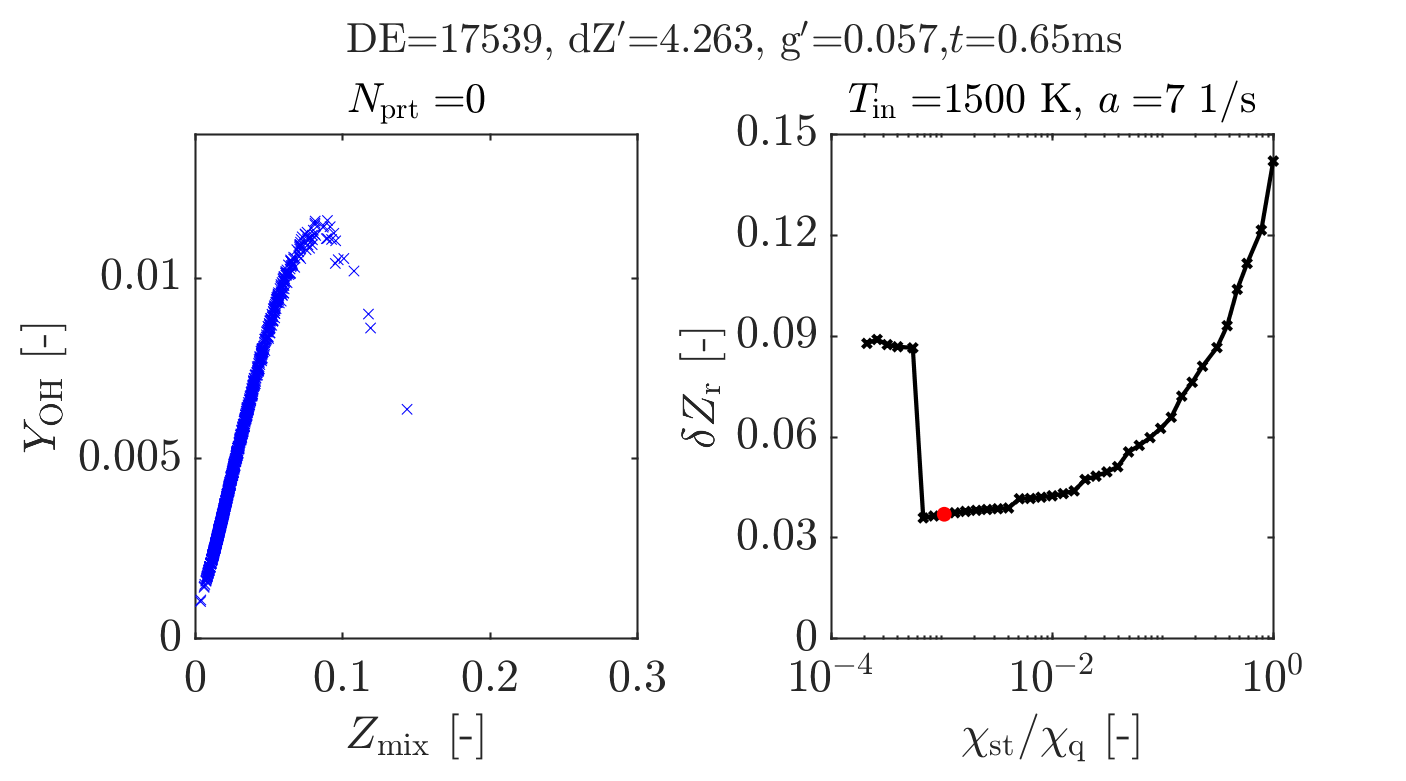 DE=17539, dZ′=4.263, g′=0.057,t=0.65ms
N_prt =0
0.01
0.005
0
Y_OH [-]
0 0.1 0.2 0.3
Z_mix [-]
T_in =1500 K, a =7 1/s
0.15
0.12
0.09
0.06
0.03
0
δZ_r [-]
10⁻⁴ 10⁻² 10⁰
χ_st/χ_q [-]